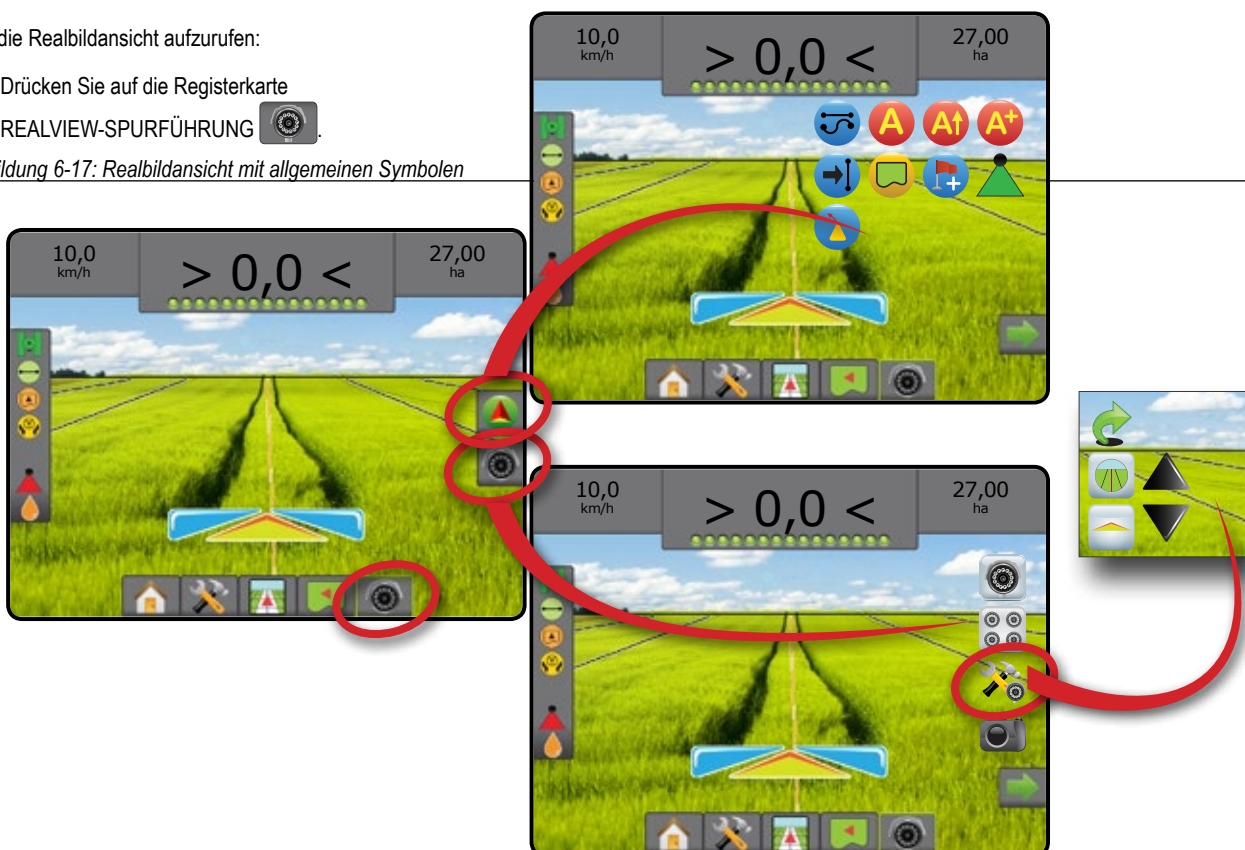 die Realbildansicht aufzurufen:
Drücken Sie auf die Registerkarte
REALVIEW-SPURFÜHRUNG .
ildung 6-17: Realbildansicht mit allgemeinen Symbolen
10,0
km/h
> 0,0 <
27,00
ha
A
A
A+
10,0
km/h
> 0,0 <
27,00
ha
10,0
km/h
> 0,0 <
27,00
ha